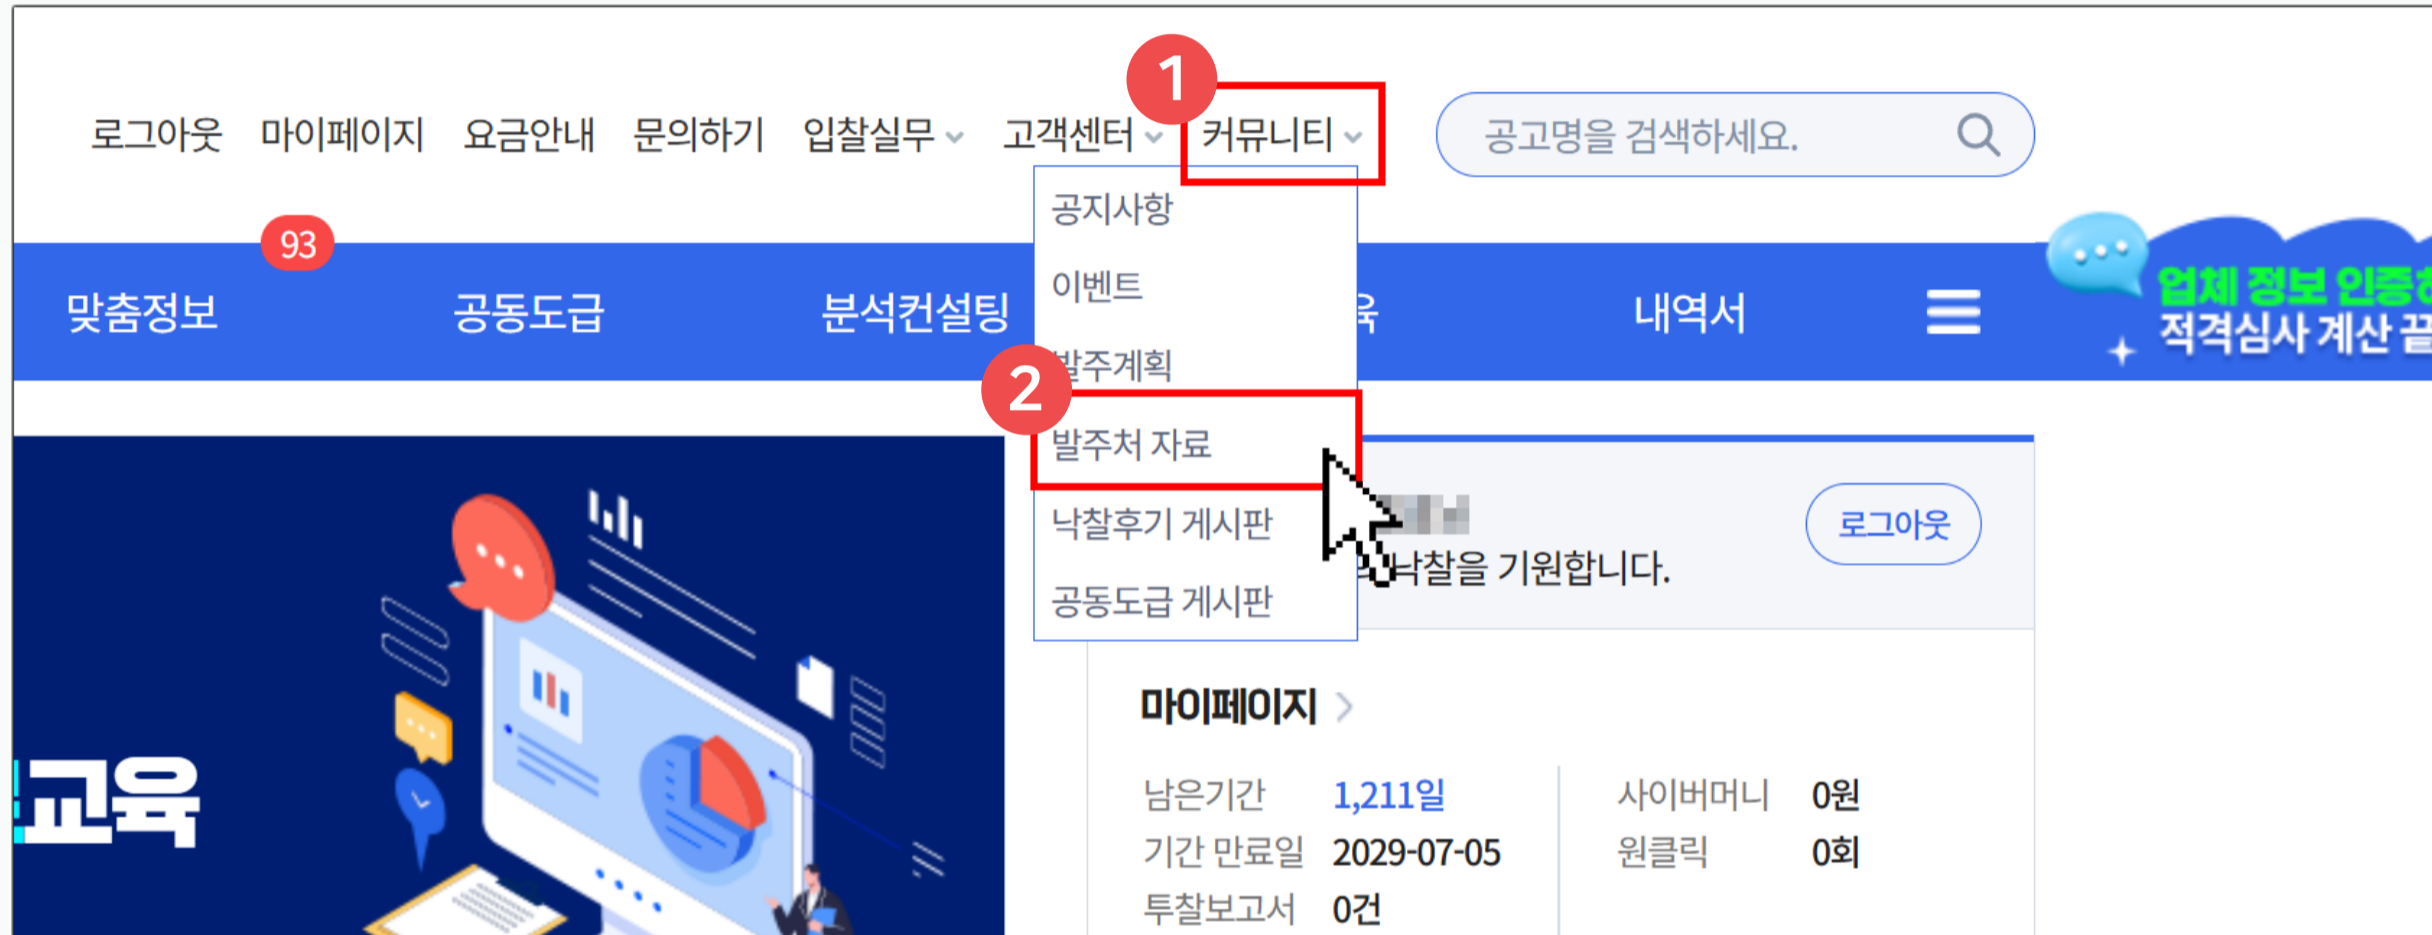 1
로그아웃 마이페이지 요금안내 문의하기 입찰실무 고객센터 커뮤니티
공고명을 검색하세요.
공지사항
이벤트
발주계획
발주처 자료
낙찰후기 게시판
공동도급 게시판
93
맞춤정보 공동도급 분석컨설팅 육 내역서
업체 정보 인증
적격심사 계산 끝
2
로그아웃
낙찰을 기원합니다.
교육
마이페이지
남은기간 1,211일 사이버머니 0원
기간 만료일 2029-07-05 원클릭 0회
투찰보고서 0건